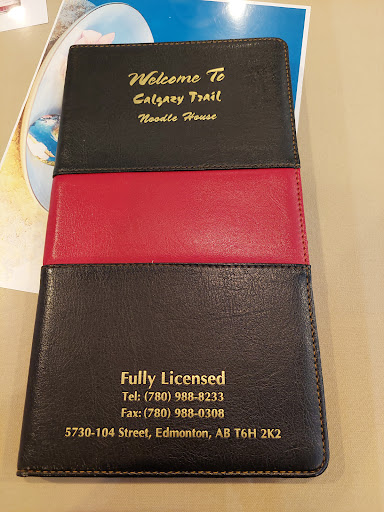 Welcome To
Calgary Trail
Noodle House
Fully Licensed
Tel: (780) 988-8233
Fax: (780) 988-0308
5730-104 Street, Edmonton, AB T6H 2K2